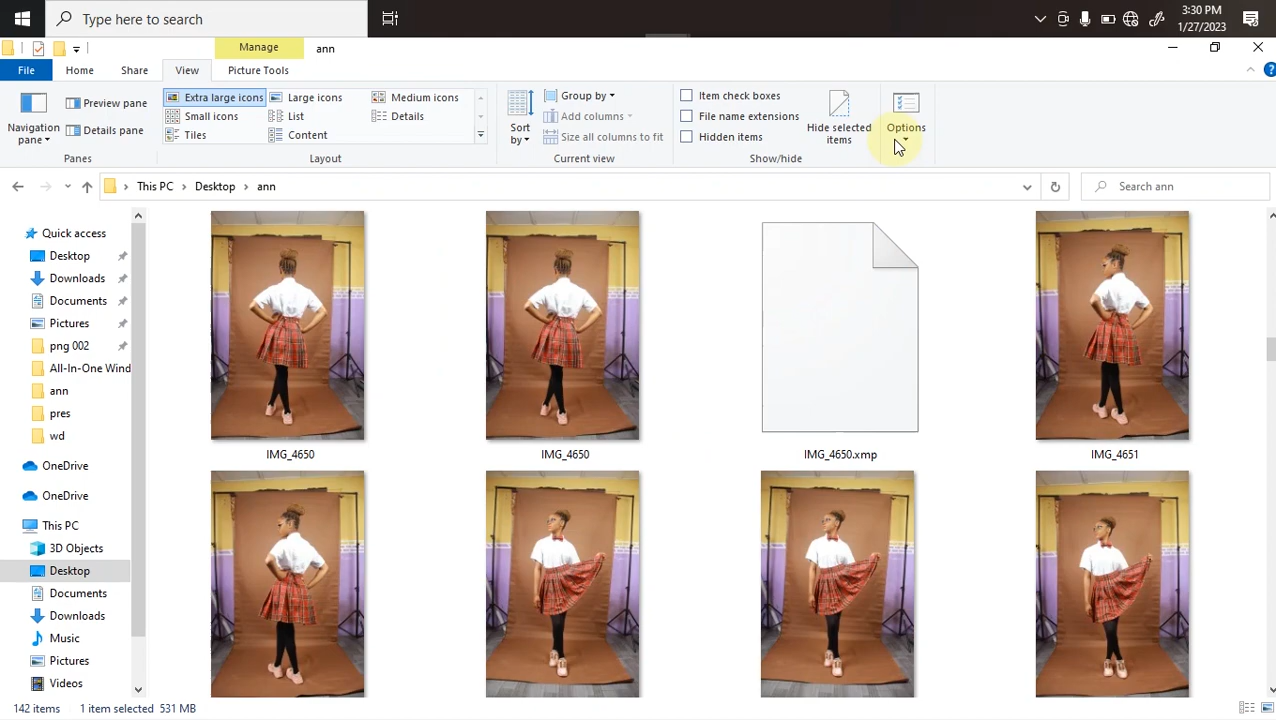 Type here to search
3:30 PM
1/27/2023
Manage
ann
File
Home
Share
View
Picture Tools
Navigation pane
Preview pane
Details pane
Panes
Extra large icons
Large icons
Medium icons
Small icons
List
Details
Tiles
Content
Layout
Sort by
Group by
Add columns
Size all columns to fit
Current view
Item check boxes
File name extensions
Hidden items
Hide selected items
Show/hide
Options
This PC
Desktop
ann
Search ann
Quick access
Desktop
Downloads
Documents
Pictures
png 002
All-In-One Wind
ann
pres
wd
OneDrive
OneDrive
This PC
3D Objects
Desktop
Documents
Downloads
Music
Pictures
Videos
IMG_4650
IMG_4650
IMG_4650.xmp
IMG_4651
142 items
1 item selected 531 MB